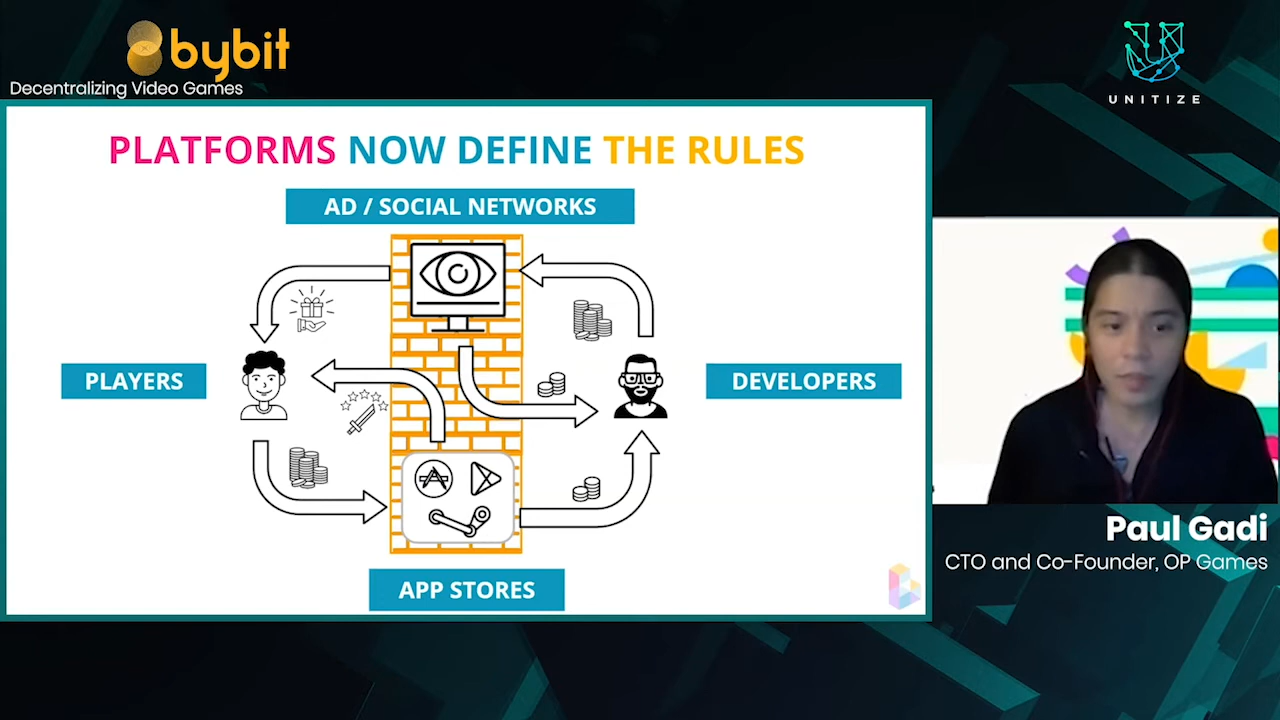 bybit
Decentralizing Video Games
UNITIZE
PLATFORMS NOW DEFINE THE RULES
AD / SOCIAL NETWORKS
PLAYERS
DEVELOPERS
APP STORES
Paul Gadi
CTO and Co-Founder, OP Games